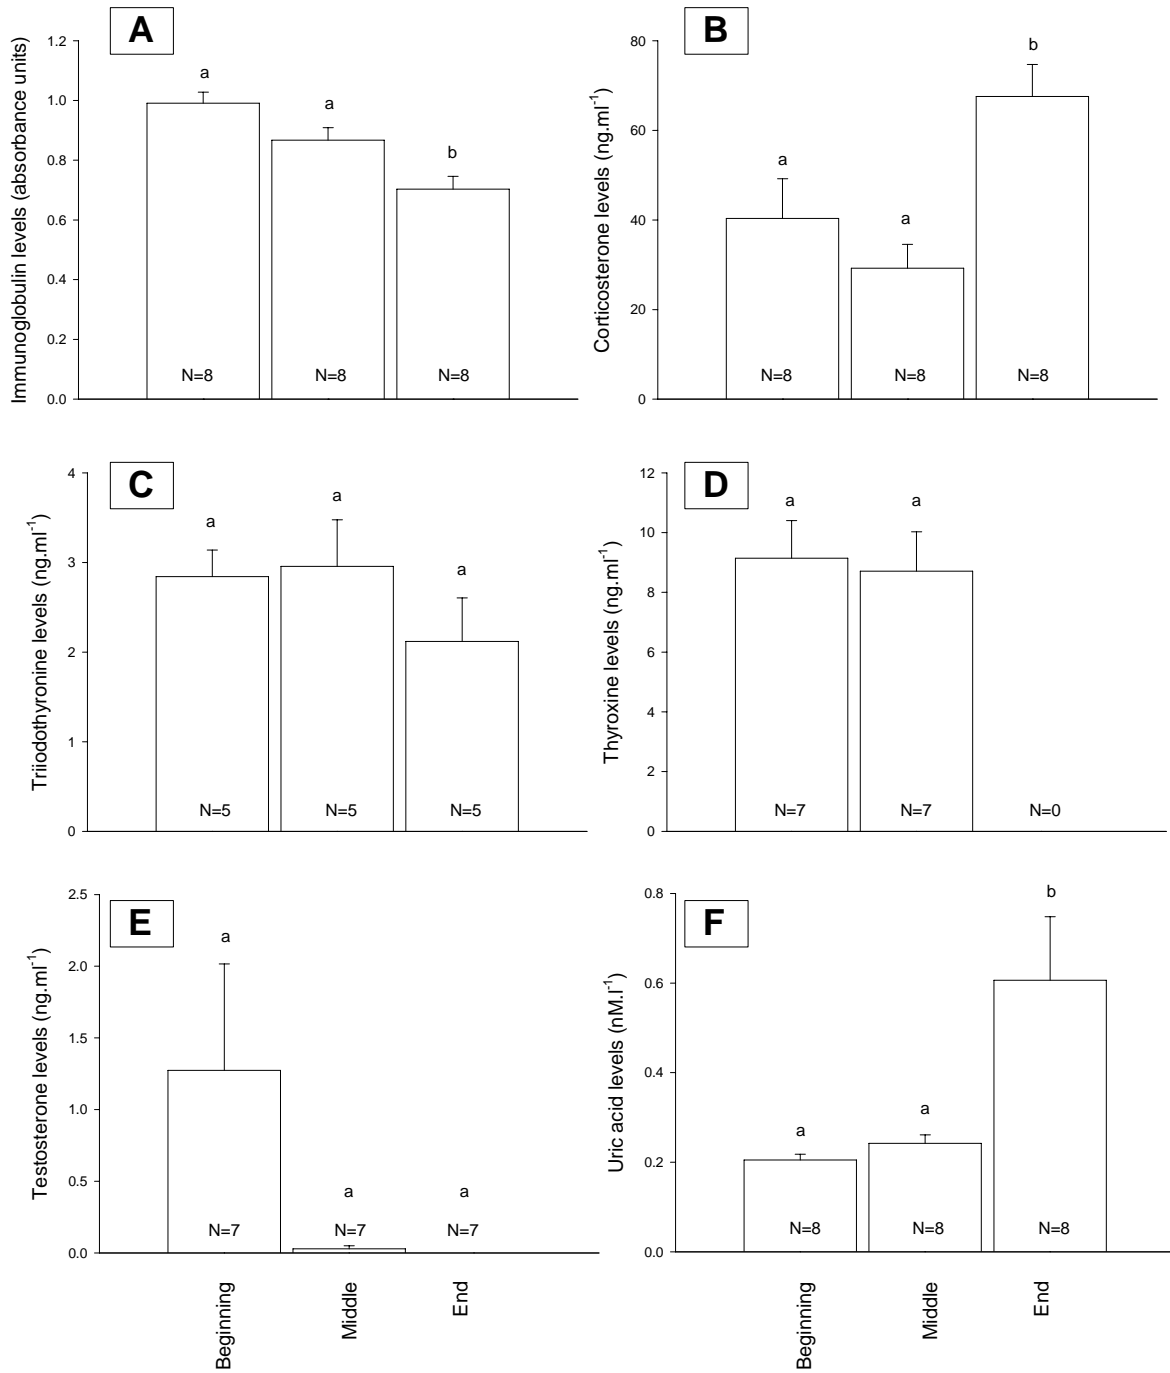 A
Immunoglobulin levels (absorbance units)
1.2
1.0
0.8
0.6
0.4
0.2
0.0
a
a
b
N=8
N=8
N=8
B
Corticosterone levels (ng.ml⁻¹)
80
60
40
20
0
a
a
b
N=8
N=8
N=8
C
Triiodothyronine levels (ng.ml⁻¹)
4
3
2
1
0
a
a
a
N=5
N=5
N=5
D
Thyroxine levels (ng.ml⁻¹)
12
10
8
6
4
2
0
a
a
N=7
N=7
N=0
E
Testosterone levels (ng.ml⁻¹)
2.5
2.0
1.5
1.0
0.5
0.0
a
a
a
N=7
N=7
N=7
Beginning
Middle
End
F
Uric acid levels (nM.l⁻¹)
0.8
0.6
0.4
0.2
0.0
a
a
b
N=8
N=8
N=8
Beginning
Middle
End